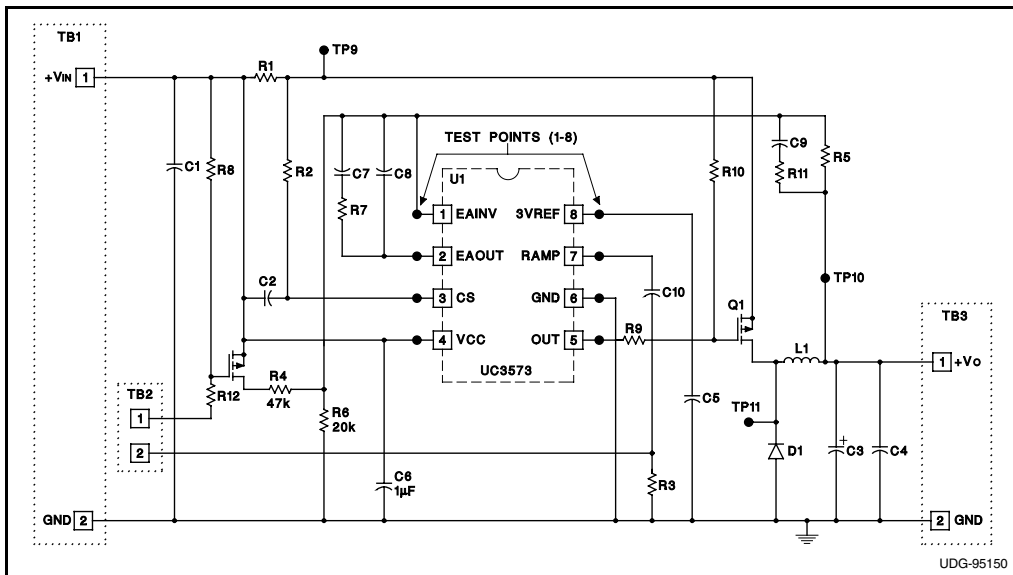 TB1
TP9
+VIN 1
R1
TEST POINTS (1-8)
C1
R8
R2
C7
C8
R7
U1
R10
C9
R11
R5
1 EAINV
3VREF 8
2 EAOUT
RAMP 7
TP10
C2
C10
3 CS
GND 6
Q1
TB3
4 VCC
OUT 5
R9
L1
1 +VO
UC3573
R4
47k
TB2
R12
1
C5
TP11
R6
20k
2
D1
+
C3
C4
C6
1µF
R3
GND 2
2 GND
UDG-95150